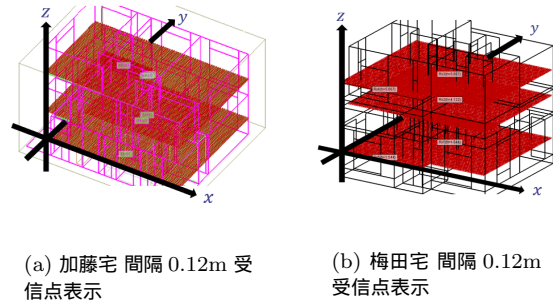 z
y
x
z
y
x
(a) 加藤宅 間隔 0.12m 受
信点表示
(b) 梅田宅 間隔 0.12m
受信点表示